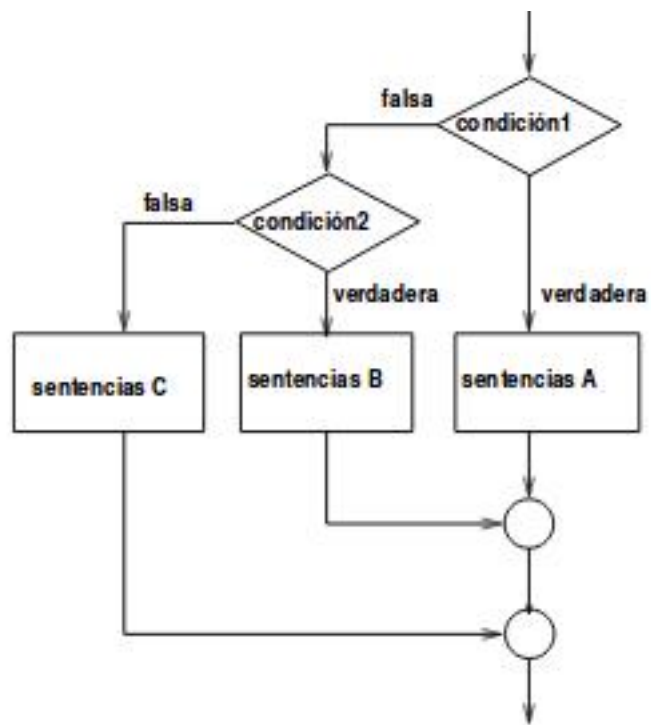 falsa
condición1
falsa
condición2
verdadera
verdadera
sentencias C
sentencias B
sentencias A